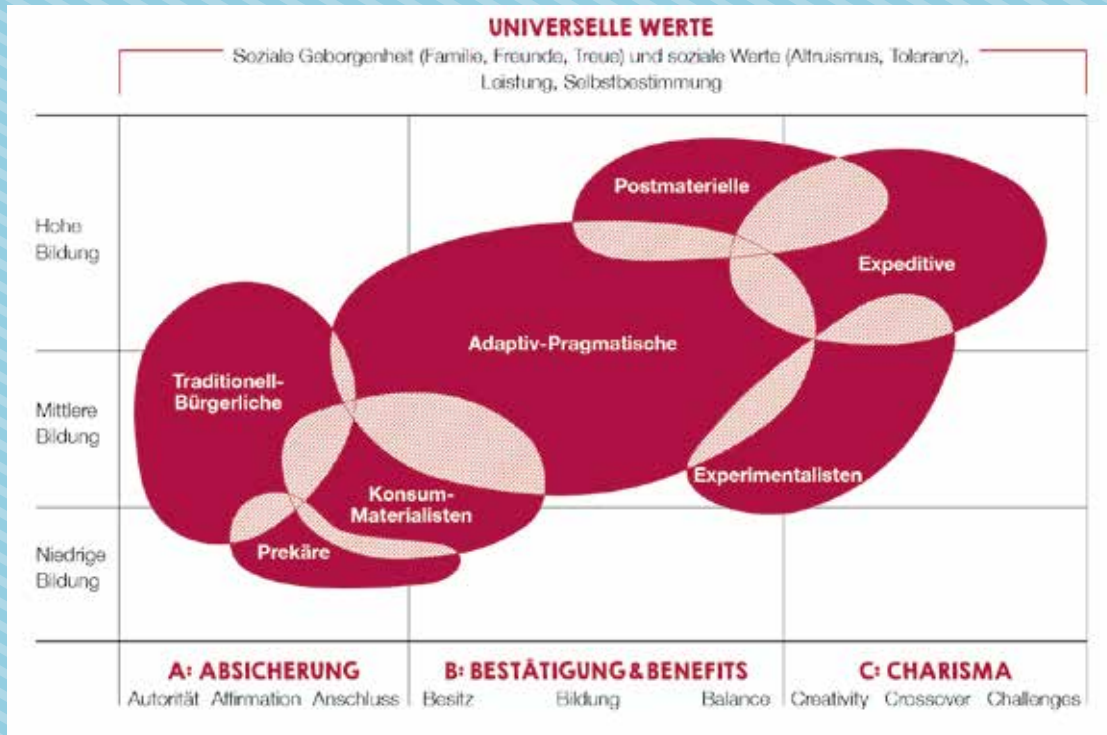 UNIVERSELLE WERTE
Soziale Geborgenheit (Familie, Freunde, Treue) und soziale Werte (Altruismus, Toleranz),
Leistung, Selbstbestimmung
Hohe
Bildung
Mittlere
Bildung
Niedrige
Bildung
Postmaterielle
Expeditive
Adaptiv-Pragmatische
Traditionell-
Bürgerliche
Experimentalisten
Konsum-
Materialisten
Prekäre
A: ABSICHERUNG
Autorität Affirmation Anschluss
B: BESTÄTIGUNG & BENEFITS
Besitz Bildung Balance
C: CHARISMA
Creativity Crossover Challenges